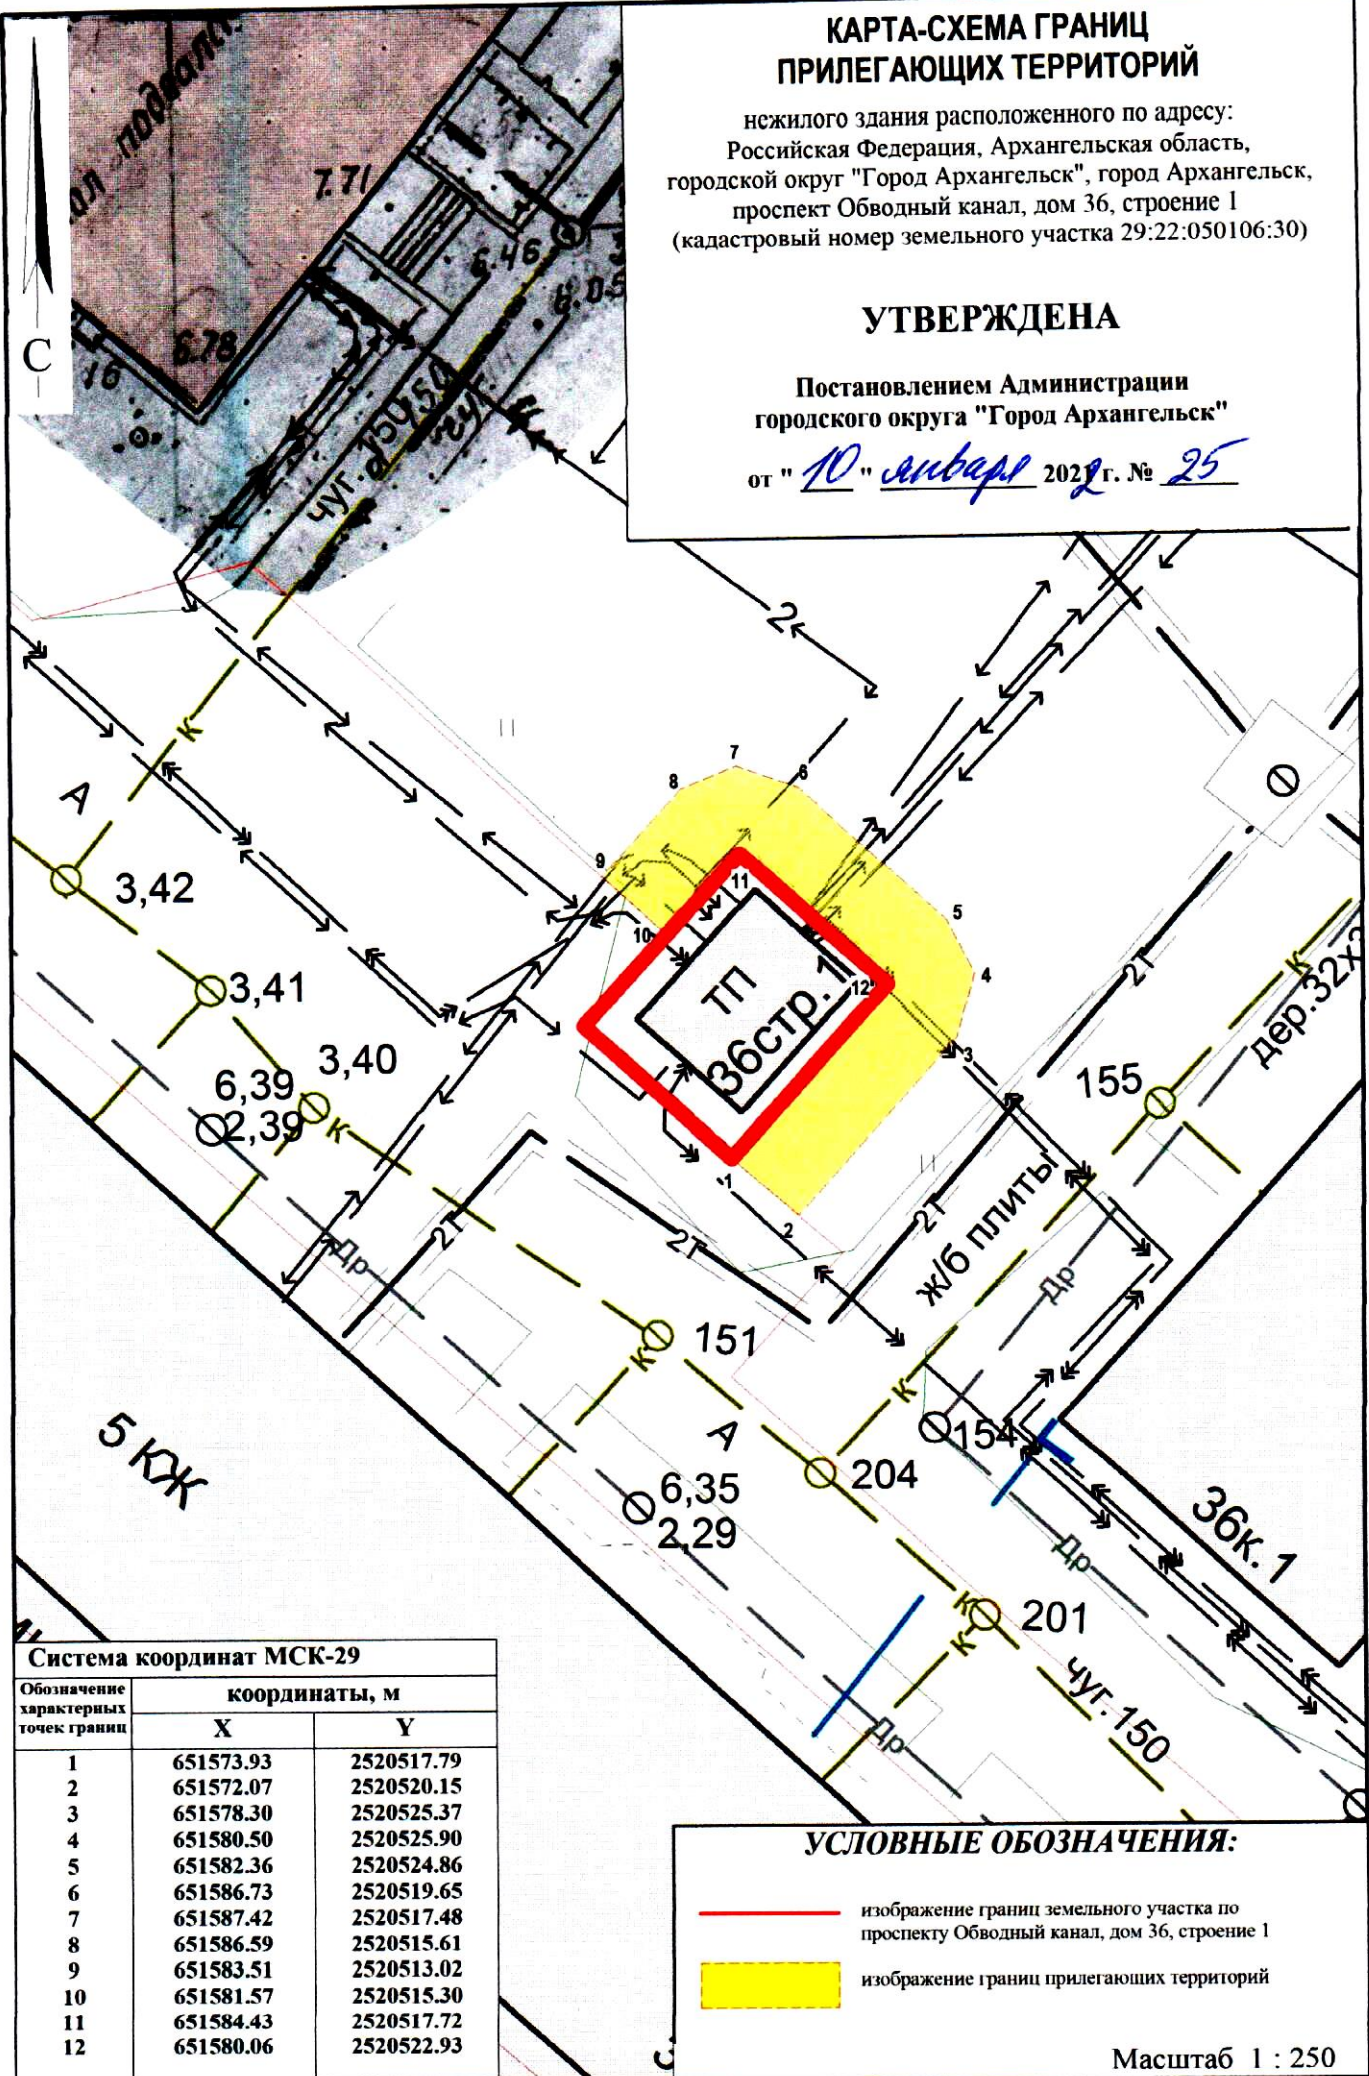 КАРТА-СХЕМА ГРАНИЦ
ПРИЛЕГАЮЩИХ ТЕРРИТОРИЙ
нежилого здания расположенного по адресу:
Российская Федерация, Архангельская область,
городской округ "Город Архангельск", город Архангельск,
проспект Обводный канал, дом 36, строение 1
(кадастровый номер земельного участка 29:22:050106:30)
УТВЕРЖДЕНА
Постановлением Администрации
городского округа "Город Архангельск"
от " 10 " января 2022 г. № 25
С
7.71
6.46
6.78
16
чуг.
2
К
А
3,42
3,41
3,40
6,39
2,39
К
7
8
6
9
11
10
5
4
12
3
1
2
ТП
36стр. 1
2Т
К
дер.32х3
155
2Т
ж/б плиты
Др
2Т
2Т
Др
151
К
К
154
А
204
6,35
2,29
5 КЖ
36к. 1
Др
К
201
К
чуг.150
Др
Система координат МСК-29
Обозначение характерных точек границ координаты, м
X Y
1 651573.93 2520517.79
2 651572.07 2520520.15
3 651578.30 2520525.37
4 651580.50 2520525.90
5 651582.36 2520524.86
6 651586.73 2520519.65
7 651587.42 2520517.48
8 651586.59 2520515.61
9 651583.51 2520513.02
10 651581.57 2520515.30
11 651584.43 2520517.72
12 651580.06 2520522.93
УСЛОВНЫЕ ОБОЗНАЧЕНИЯ:
изображение границ земельного участка по
проспекту Обводный канал, дом 36, строение 1
изображение границ прилегающих территорий
Масштаб 1 : 250